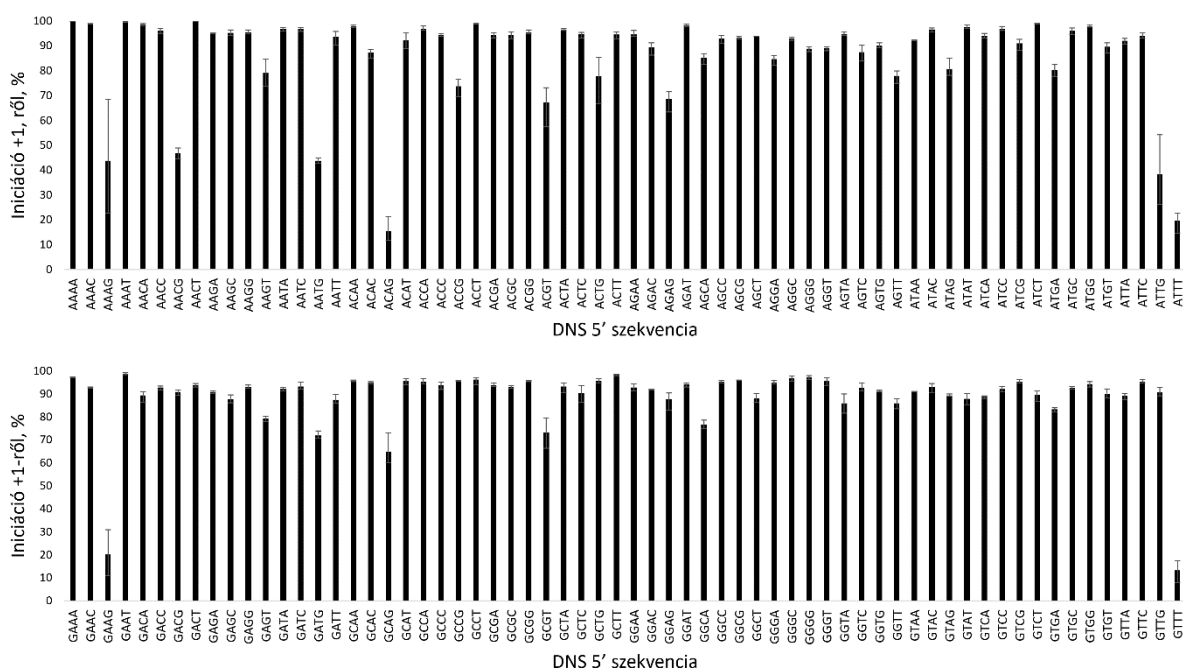 Iniciáció +1, ről, %
100
90
80
70
60
50
40
30
20
10
0
AAAA
AAAC
AAAG
AAAT
AACA
AACC
AACG
AACT
AAGA
AAGC
AAGG
AAGT
AATA
AATC
AATG
AATT
ACAA
ACAC
ACAG
ACAT
ACCA
ACCC
ACCG
ACCT
ACGA
ACGC
ACGG
ACGT
ACTA
ACTC
ACTG
ACTT
AGAA
AGAC
AGAG
AGAT
AGCA
AGCC
AGCG
AGCT
AGGA
AGGC
AGGG
AGGT
AGTA
AGTC
AGTG
AGTT
ATAA
ATAC
ATAG
ATAT
ATCA
ATCC
ATCG
ATCT
ATGA
ATGC
ATGG
ATGT
ATTA
ATTC
ATTG
ATTT
DNS 5’ szekvencia
Iniciáció +1-ről, %
100
90
80
70
60
50
40
30
20
10
0
GAAA
GAAC
GAAG
GAAT
GACA
GACC
GACG
GACT
GAGA
GAGC
GAGG
GAGT
GATA
GATC
GATG
GATT
GCAA
GCAC
GCAG
GCAT
GCCA
GCCC
GCCG
GCCT
GCGA
GCGC
GCGG
GCGT
GCTA
GCTC
GCTG
GCTT
GGAA
GGAC
GGAG
GGAT
GGCA
GGCC
GGCG
GGCT
GGGA
GGGC
GGGG
GGGT
GGTA
GGTC
GGTG
GGTT
GTAA
GTAC
GTAG
GTAT
GTCA
GTCC
GTCG
GTCT
GTGA
GTGC
GTGG
GTGT
GTTA
GTTC
GTTG
GTTT
DNS 5’ szekvencia